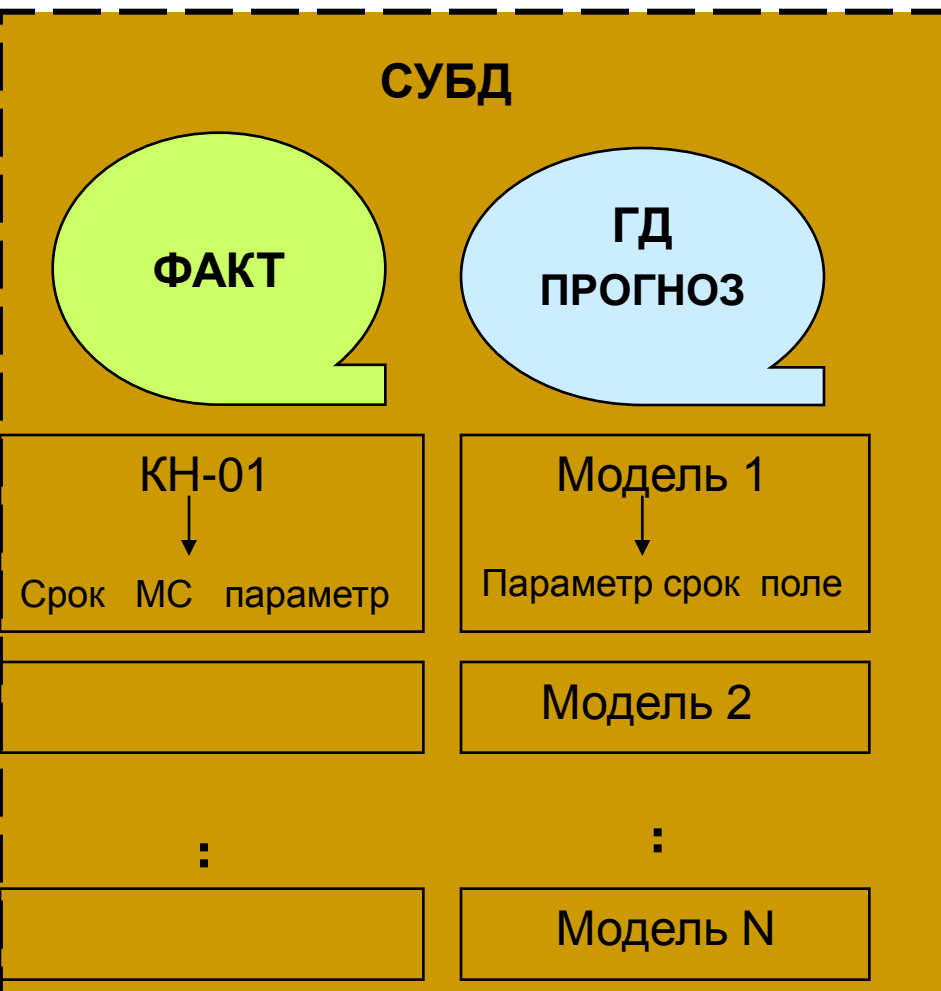 СУБД
ФАКТ
ГД
ПРОГНОЗ
КН-01
Срок МС параметр
Модель 1
Параметр срок поле
Модель 2
:
:
Модель N